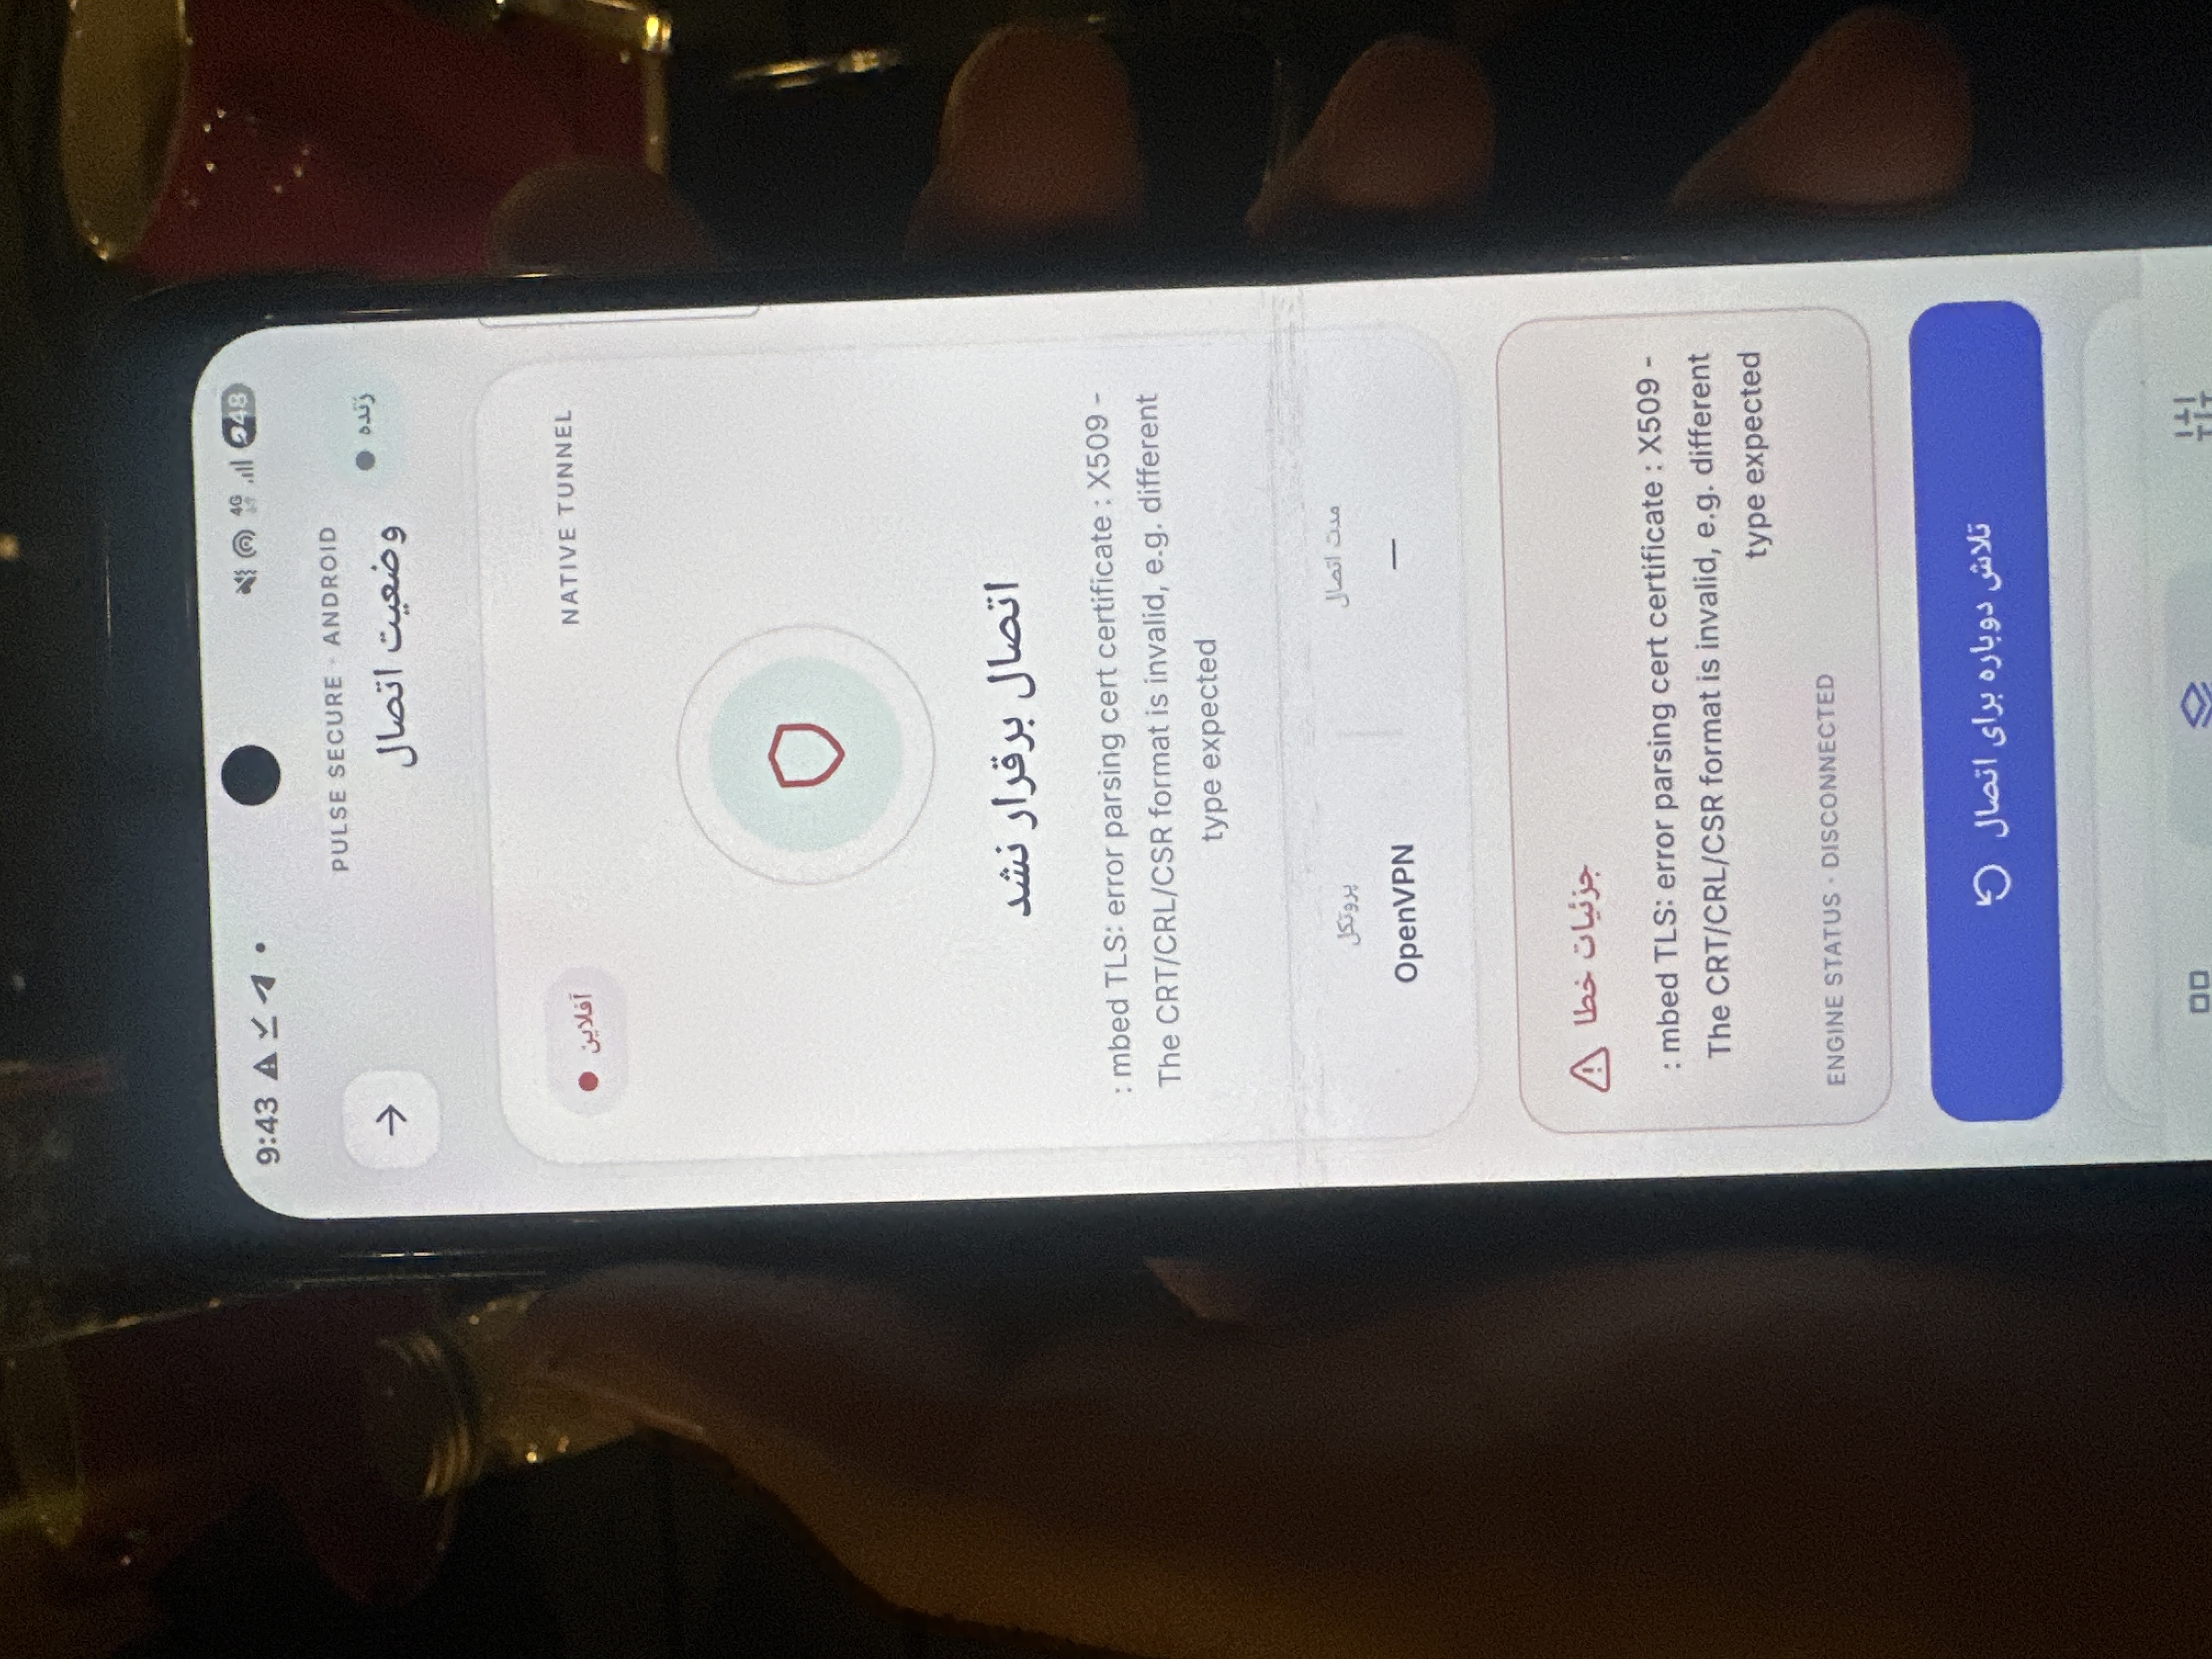 9:43
4G
48
PULSE SECURE · ANDROID
وضعیت اتصال
زنده
NATIVE TUNNEL
آفلاین
اتصال برقرار نشد
: mbed TLS: error parsing cert certificate : X509 -
The CRT/CRL/CSR format is invalid, e.g. different
type expected
مدت اتصال
—
پروتکل
OpenVPN
جزئیات خطا
: mbed TLS: error parsing cert certificate : X509 -
The CRT/CRL/CSR format is invalid, e.g. different
type expected
ENGINE STATUS · DISCONNECTED
تلاش دوباره برای اتصال